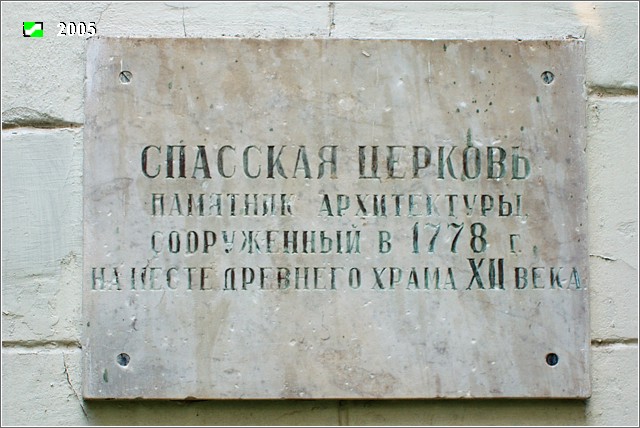 2005
СПАССКАЯ ЦЕРКОВЬ
ПАМЯТНИК АРХИТЕКТУРЫ,
СООРУЖЕННЫЙ В 1778 г.
НА МЕСТЕ ДРЕВНЕГО ХРАМА XII ВЕКА.